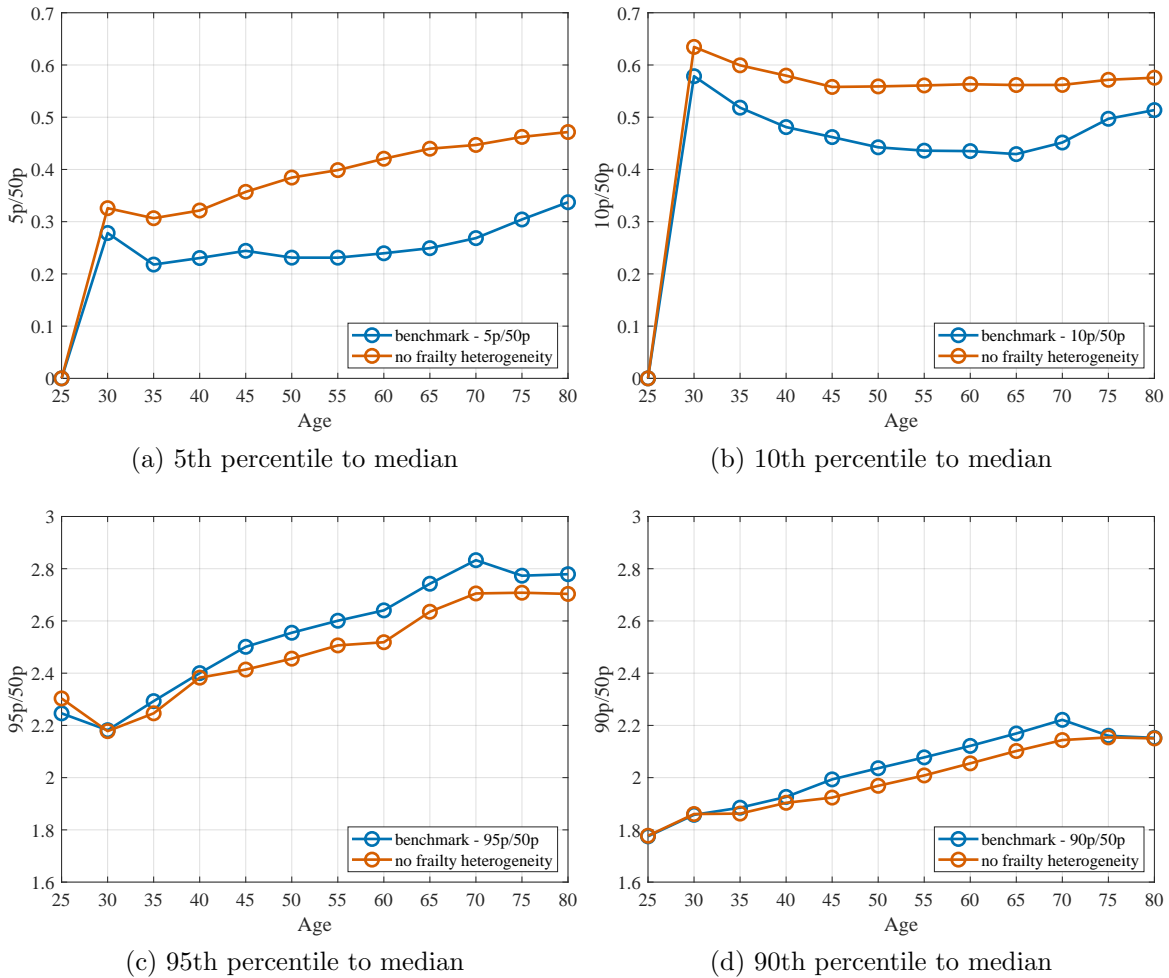 0.7
0.6
0.5
0.4
0.3
0.2
0.1
0
5p/50p
25 30 35 40 45 50 55 60 65 70 75 80
Age
benchmark - 5p/50p
no frailty heterogeneity
(a) 5th percentile to median
0.7
0.6
0.5
0.4
0.3
0.2
0.1
0
10p/50p
25 30 35 40 45 50 55 60 65 70 75 80
Age
benchmark - 10p/50p
no frailty heterogeneity
(b) 10th percentile to median
3
2.8
2.6
2.4
2.2
2
1.8
1.6
95p/50p
25 30 35 40 45 50 55 60 65 70 75 80
Age
benchmark - 95p/50p
no frailty heterogeneity
(c) 95th percentile to median
3
2.8
2.6
2.4
2.2
2
1.8
1.6
90p/50p
25 30 35 40 45 50 55 60 65 70 75 80
Age
benchmark - 90p/50p
no frailty heterogeneity
(d) 90th percentile to median